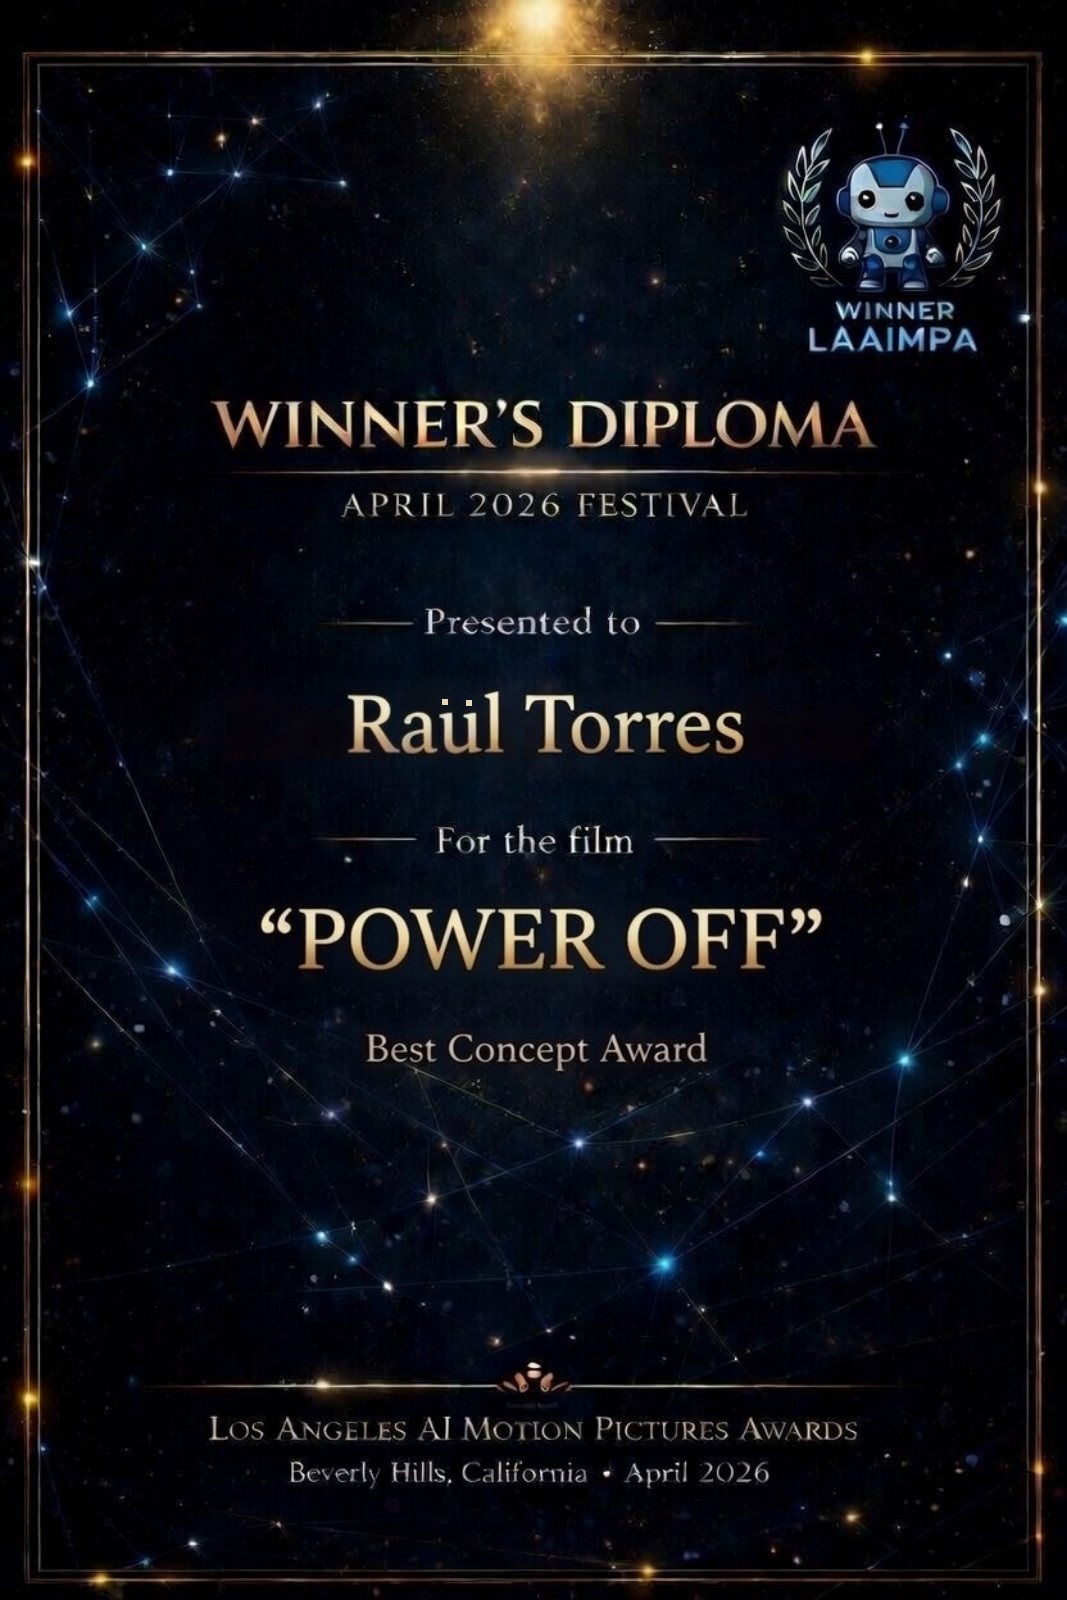 WINNER
LAAIMPA
WINNER'S DIPLOMA
APRIL 2026 FESTIVAL
Presented to
Raül Torres
For the film
“POWER OFF”
Best Concept Award
LOS ANGELES AI MOTION PICTURES AWARDS
Beverly Hills, California • April 2026